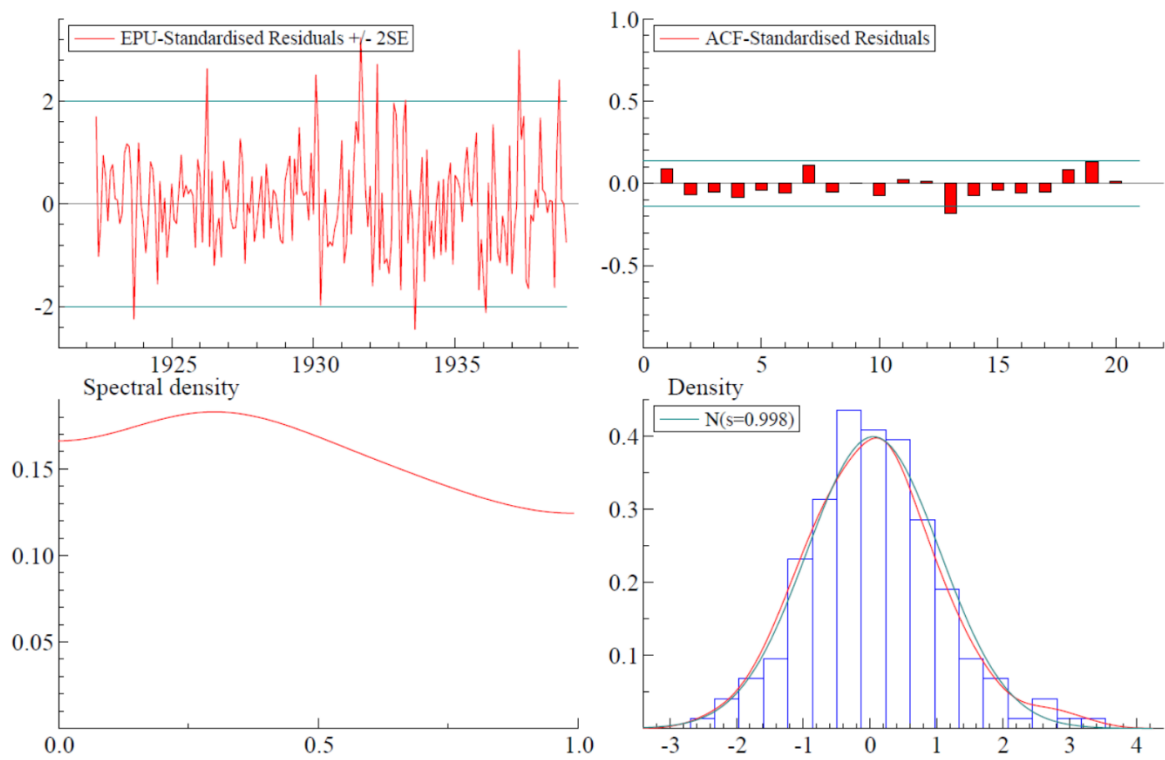 EPU-Standardised Residuals +/- 2SE
2
0
-2
1925 1930 1935
ACF-Standardised Residuals
1.0
0.5
0.0
-0.5
0 5 10 15 20
Spectral density
0.15
0.10
0.05
0.0 0.5 1.0
Density
N(s=0.998)
0.4
0.3
0.2
0.1
-3 -2 -1 0 1 2 3 4